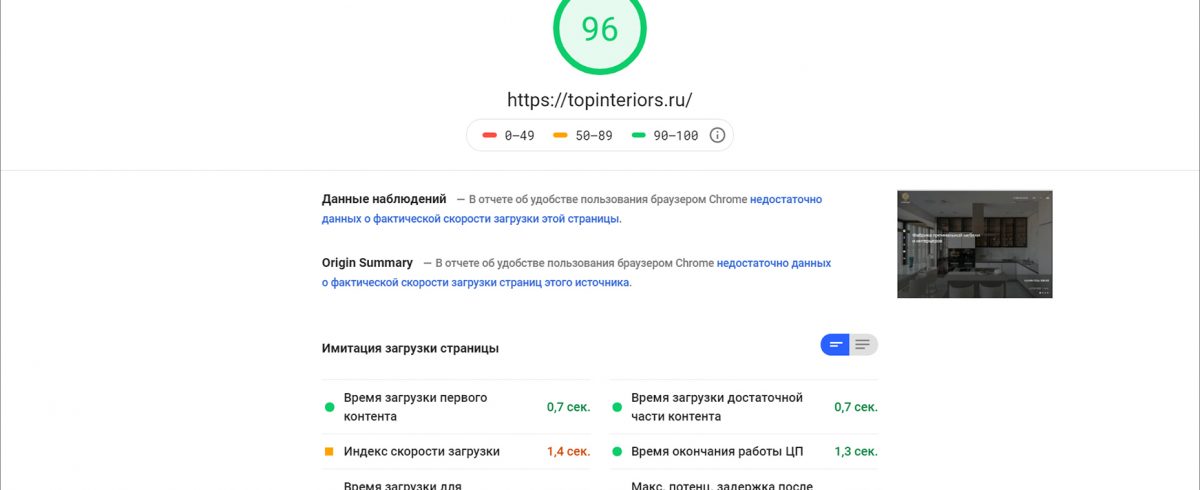 96
https://topinteriors.ru/
0–49 50–89 90–100
Данные наблюдений — В отчете об удобстве пользования браузером Chrome недостаточно
данных о фактической скорости загрузки этой страницы.
Origin Summary — В отчете об удобстве пользования браузером Chrome недостаточно данных
о фактической скорости загрузки страниц этого источника.
Фабрика премиальной мебели
и интерьеров
Имитация загрузки страницы
Время загрузки первого
контента
0,7 сек.
Время загрузки достаточной
части контента
0,7 сек.
Индекс скорости загрузки 1,4 сек.
Время окончания работы ЦП 1,3 сек.
Время загрузки для
Макс. потенц. задержка после